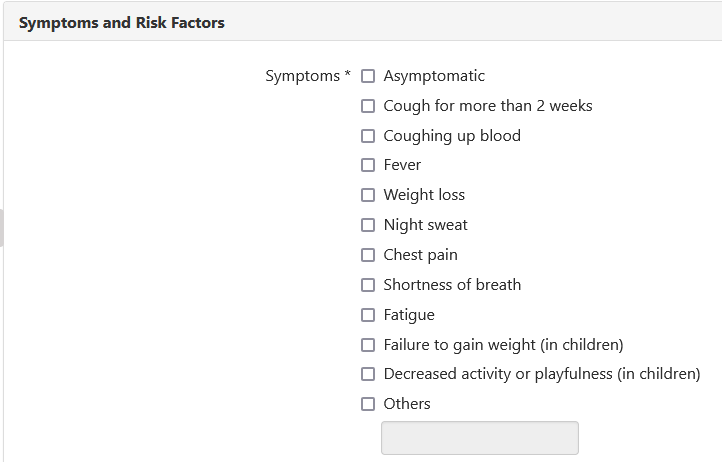 Symptoms and Risk Factors
Symptoms * Asymptomatic
Cough for more than 2 weeks
Coughing up blood
Fever
Weight loss
Night sweat
Chest pain
Shortness of breath
Fatigue
Failure to gain weight (in children)
Decreased activity or playfulness (in children)
Others